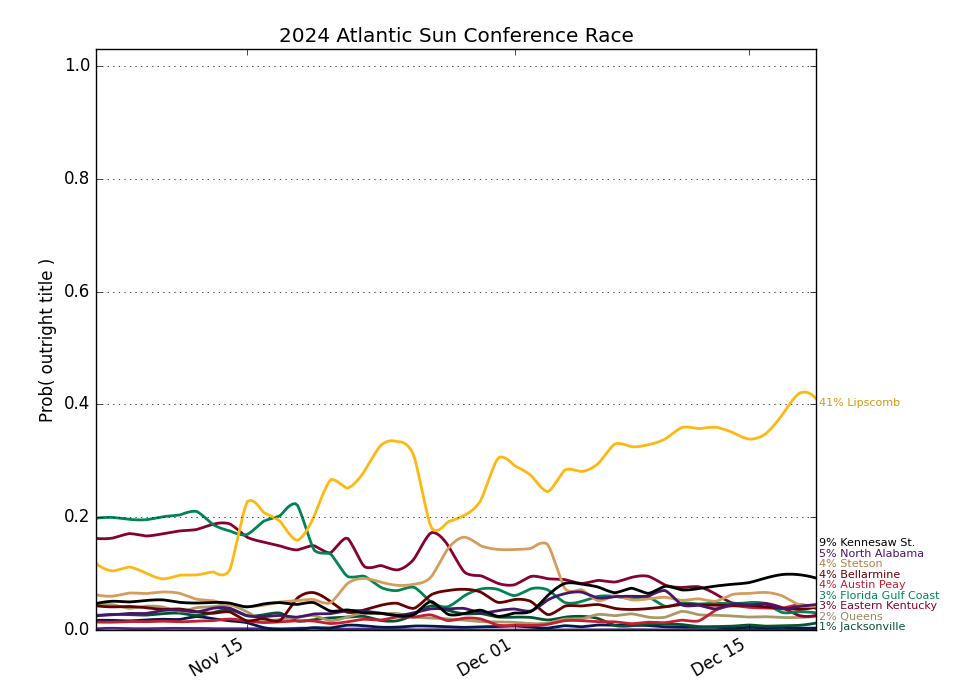 2024 Atlantic Sun Conference Race
Prob( outright title )
1.0
0.8
0.6
0.4
0.2
0.0
Nov 15
Dec 01
Dec 15
41% Lipscomb
9% Kennesaw St.
5% North Alabama
4% Stetson
4% Bellarmine
4% Austin Peay
3% Florida Gulf Coast
3% Eastern Kentucky
2% Queens
1% Jacksonville